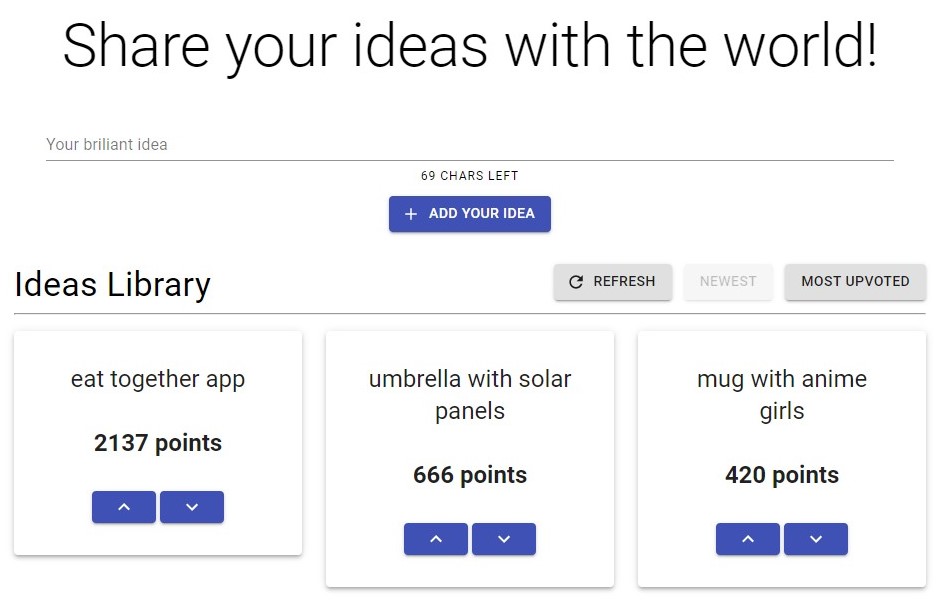 Share your ideas with the world!
Your briliant idea
69 CHARS LEFT
ADD YOUR IDEA
Ideas Library
REFRESH
NEWEST
MOST UPVOTED
eat together app
2137 points
umbrella with solar
panels
666 points
mug with anime
girls
420 points